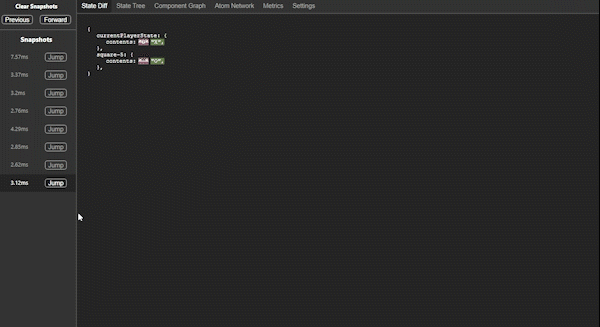 Clear Snapshots
Previous Forward
Snapshots
7.57ms Jump
5.37ms Jump
3.2ms Jump
2.76ms Jump
4.29ms Jump
2.85ms Jump
2.62ms Jump
3.12ms Jump
State Diff State Tree Component Graph Atom Network Metrics Settings
{
currentPlayerState: {
contents: "X",
},
square-8: {
contents:
},
}